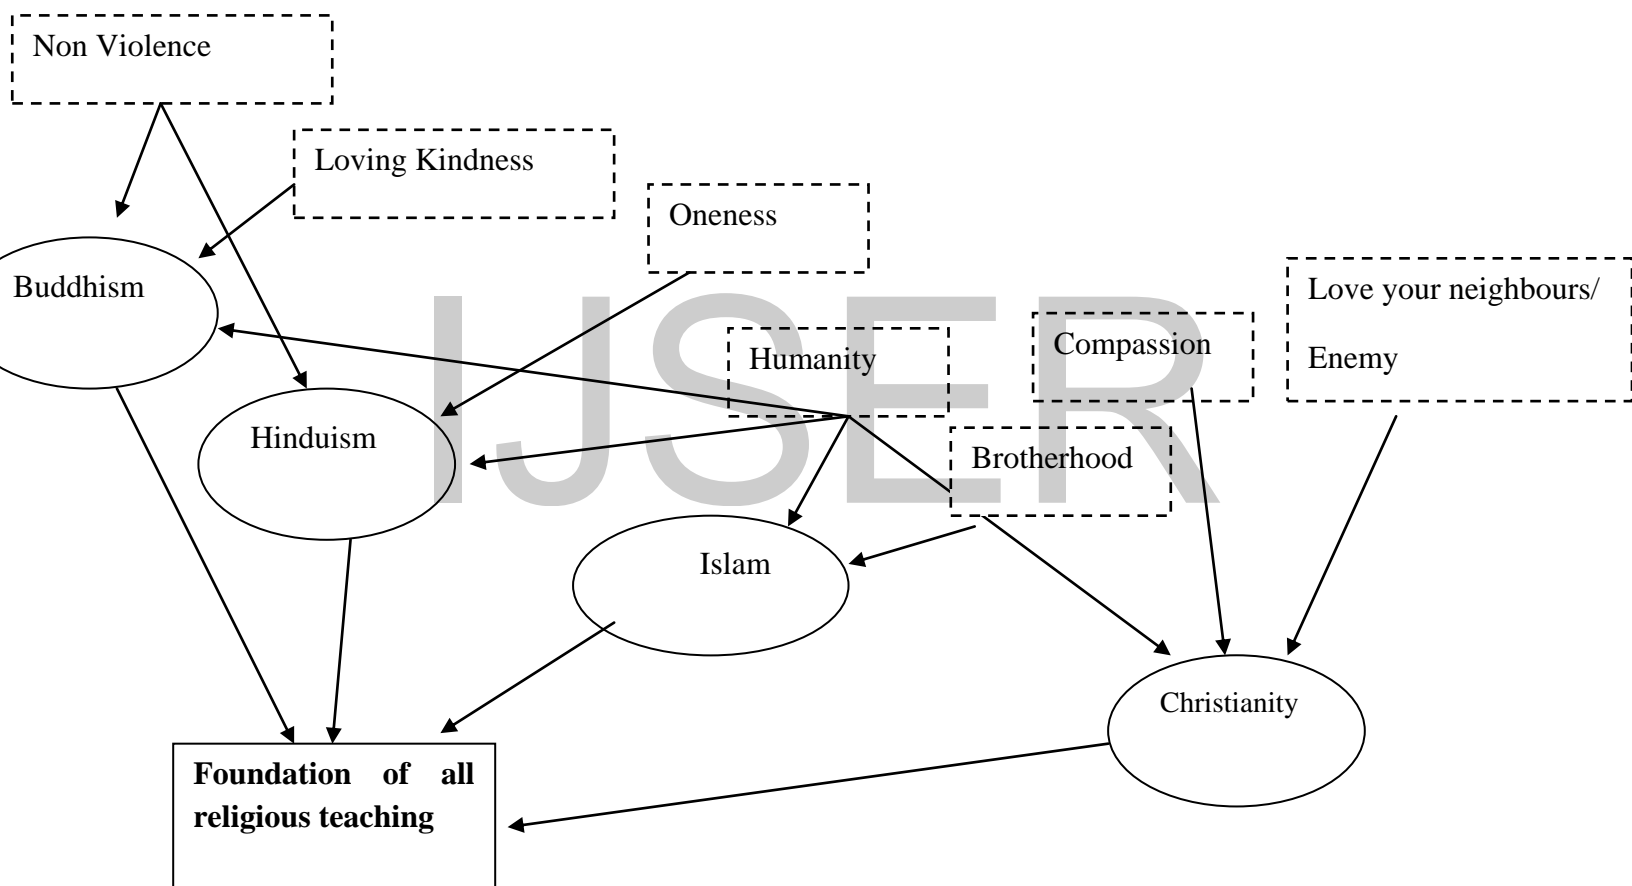 Non Violence
Loving Kindness
Oneness
Buddhism
Love your neighbours/
Enemy
Humanity
Compassion
Hinduism
Brotherhood
IJSER
Islam
Christianity
Foundation of all
religious teaching